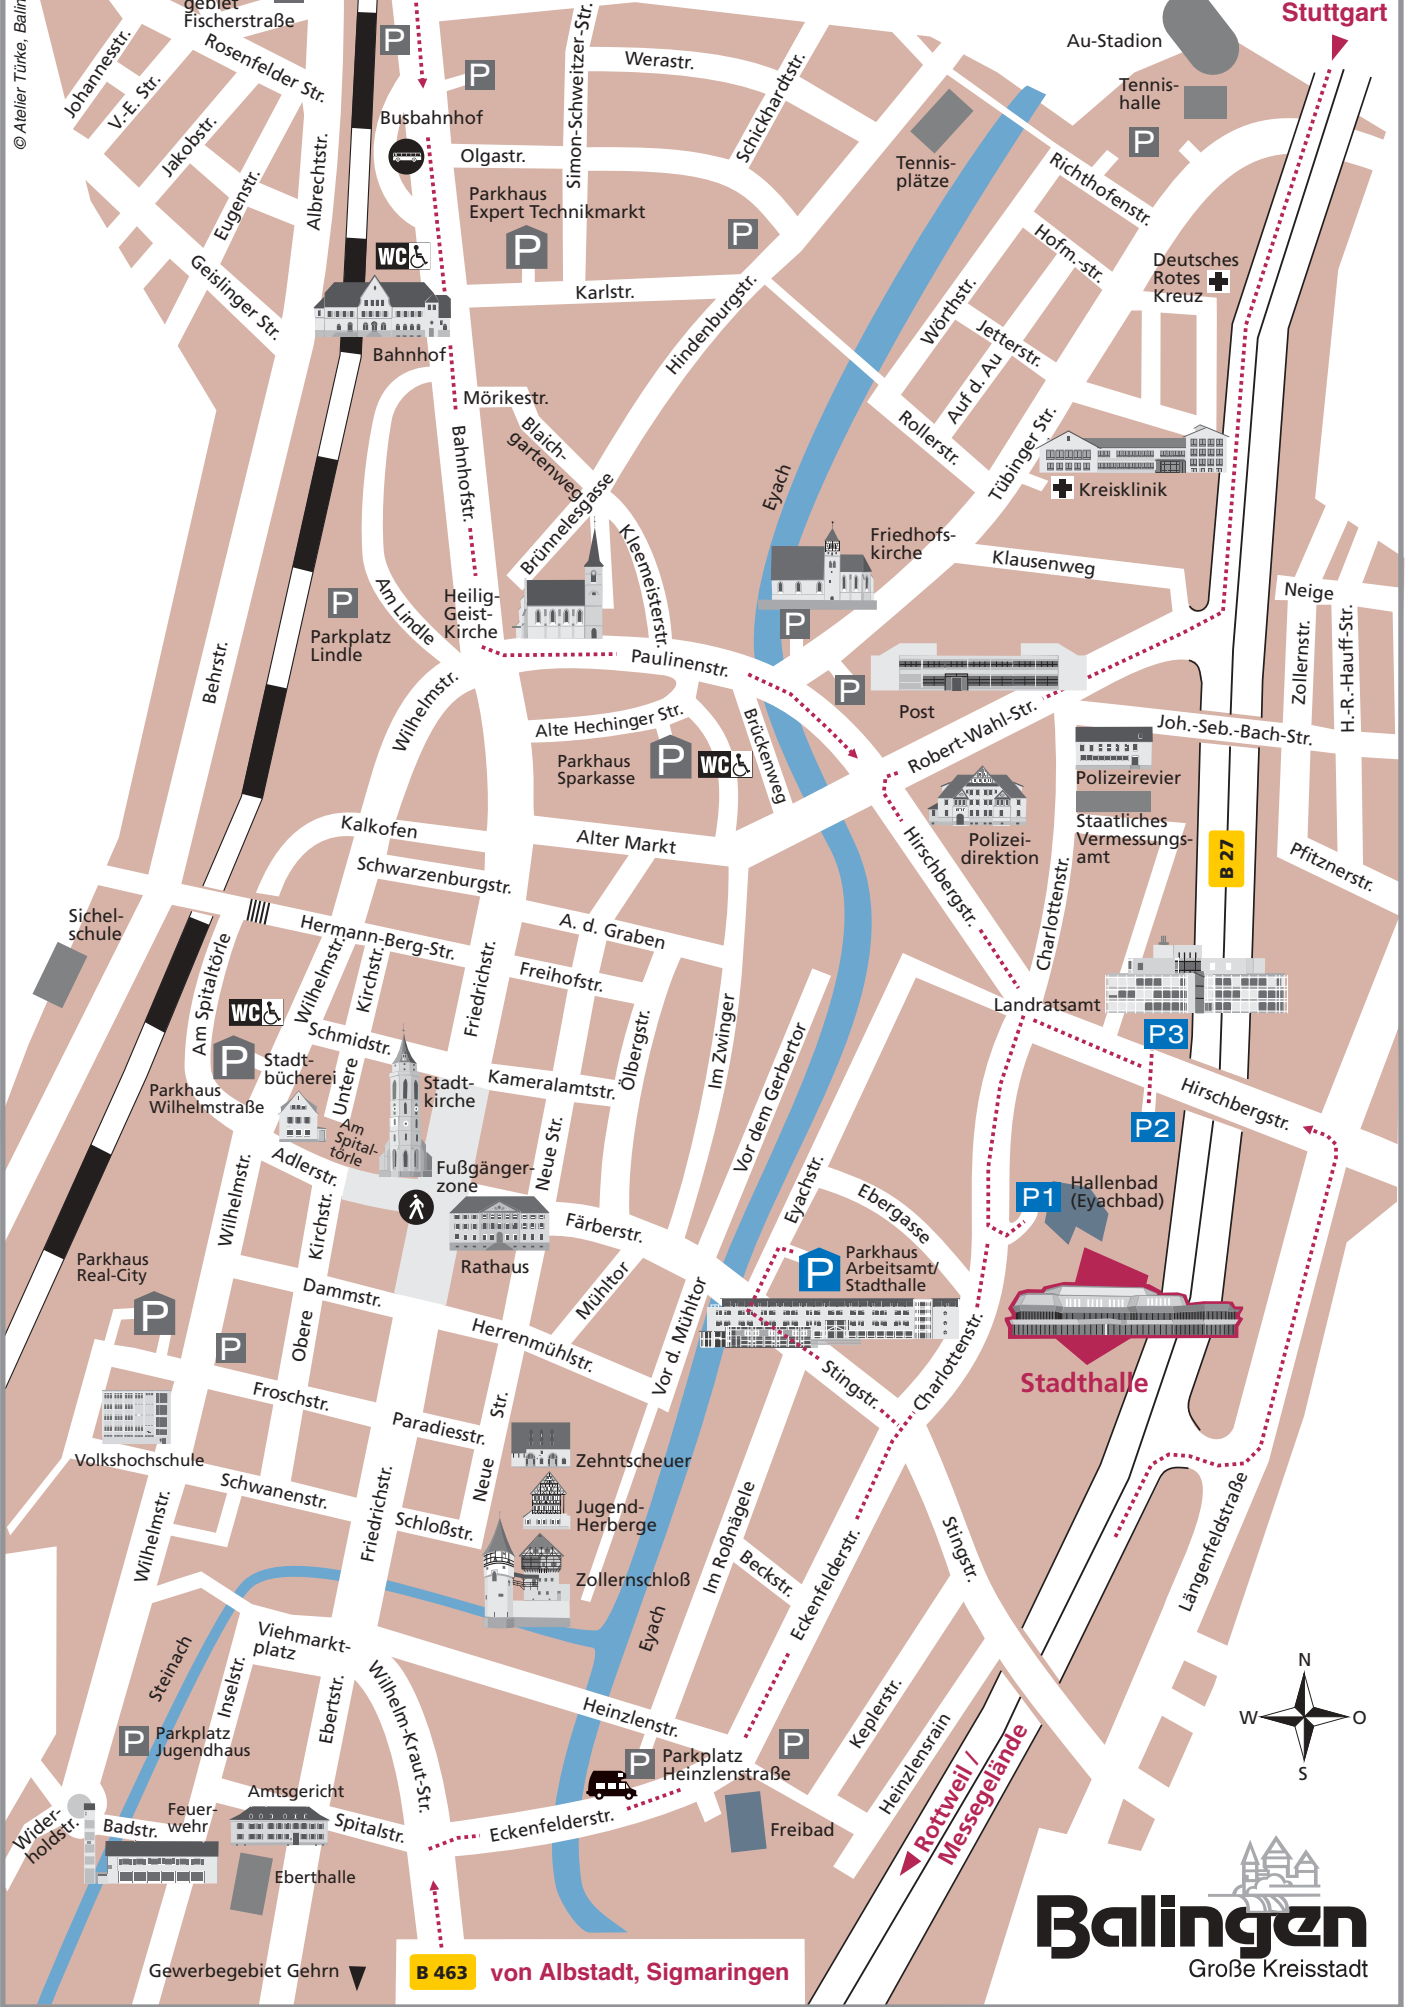 © Atelier Türke, Balin
gebiet
Fischerstraße
Stuttgart
Johannesstr.
Rosenfelder Str.
V.-E. Str.
Jakobstr.
Eugenstr.
Albrechtstr.
Geislinger Str.
P
P
Busbahnhof
Olgastr.
Simon-Schweitzer-Str.
Werastr.
Schickhardtstr.
Au-Stadion
Tennis-
halle
P
Tennis-
plätze
Richthofenstr.
Hofm.-str.
Deutsches
Rotes
Kreuz
Parkhaus
Expert Technikmarkt
P
P
WC
Karlstr.
Hindenburgstr.
Wörthstr.
Jetterstr.
Auf d. Au
Rollerstr.
Tübinger Str.
Bahnhof
Mörikestr.
Blaich-
gartenweg
Bahnhofstr.
Brünnelesgasse
Kleemeisterstr.
Eyach
Kreisklinik
Friedhofs-
kirche
Klausenweg
Neige
Zollernstr.
H.-R.-Hauff-Str.
P
Parkplatz
Lindle
Am Lindle
Heilig-
Geist-
Kirche
Behrstr.
Paulinenstr.
P
P
Post
Wilhelmstr.
Alte Hechinger Str.
Brückenweg
Robert-Wahl-Str.
Joh.-Seb.-Bach-Str.
Parkhaus
Sparkasse
P
WC
Polizeirevier
Staatliches
Vermessungs-
amt
Polizei-
direktion
B 27
Pfitznerstr.
Kalkofen
Alter Markt
Schwarzenburgstr.
Hirschbergstr.
Charlottenstr.
Sichel-
schule
Hermann-Berg-Str.
A. d. Graben
Freihofstr.
Am Spitaltörle
Wilhelmstr.
Kirchstr.
Friedrichstr.
Landratsamt
P3
WC
P
Schmidstr.
Stadt-
bücherei
Untere
Stadt-
kirche
Kameralamtstr.
Ölbergstr.
Im Zwinger
Vor dem Gerbertor
Parkhaus
Wilhelmstraße
P2
Hirschbergstr.
Am
Spital-
törle
Adlerstr.
Fußgänger-
zone
Neue Str.
Eyachstr.
Ebergasse
P1
Hallenbad
(Eyachbad)
Wilhelmstr.
Kirchstr.
Rathaus
Färberstr.
Parkhaus
Real-City
P
P
Dammstr.
Obere
Mühltor
Vor d. Mühltor
P
Parkhaus
Arbeitsamt/
Stadthalle
Herrenmühlstr.
Stingstr.
Charlottenstr.
Stadthalle
Froschstr.
Paradiesstr.
Neue
Str.
Volkshochschule
Zehntscheuer
Schwanenstr.
Schloßstr.
Jugend-
Herberge
Wilhelmstr.
Friedrichstr.
Im Roßnägele
Beckstr.
Eckenfelderstr.
Stingstr.
Längenfeldstraße
Zollernschloß
Viehmarkt-
platz
Eyach
Steinach
Inselstr.
Ebertstr.
Wilhelm-Kraut-Str.
Heinzlenstr.
Keplerstr.
Heinzlensrain
N
W
O
S
P
Parkplatz
Jugendhaus
P
Parkplatz
Heinzlenstraße
P
Rottweil /
Messegelände
Amtsgericht
Wider-
holdstr.
Badstr.
Feuer-
wehr
Spitalstr.
Eckenfelderstr.
Freibad
Eberthalle
Gewerbegebiet Gehrn
B 463
von Albstadt, Sigmaringen
Balingen
Große Kreisstadt